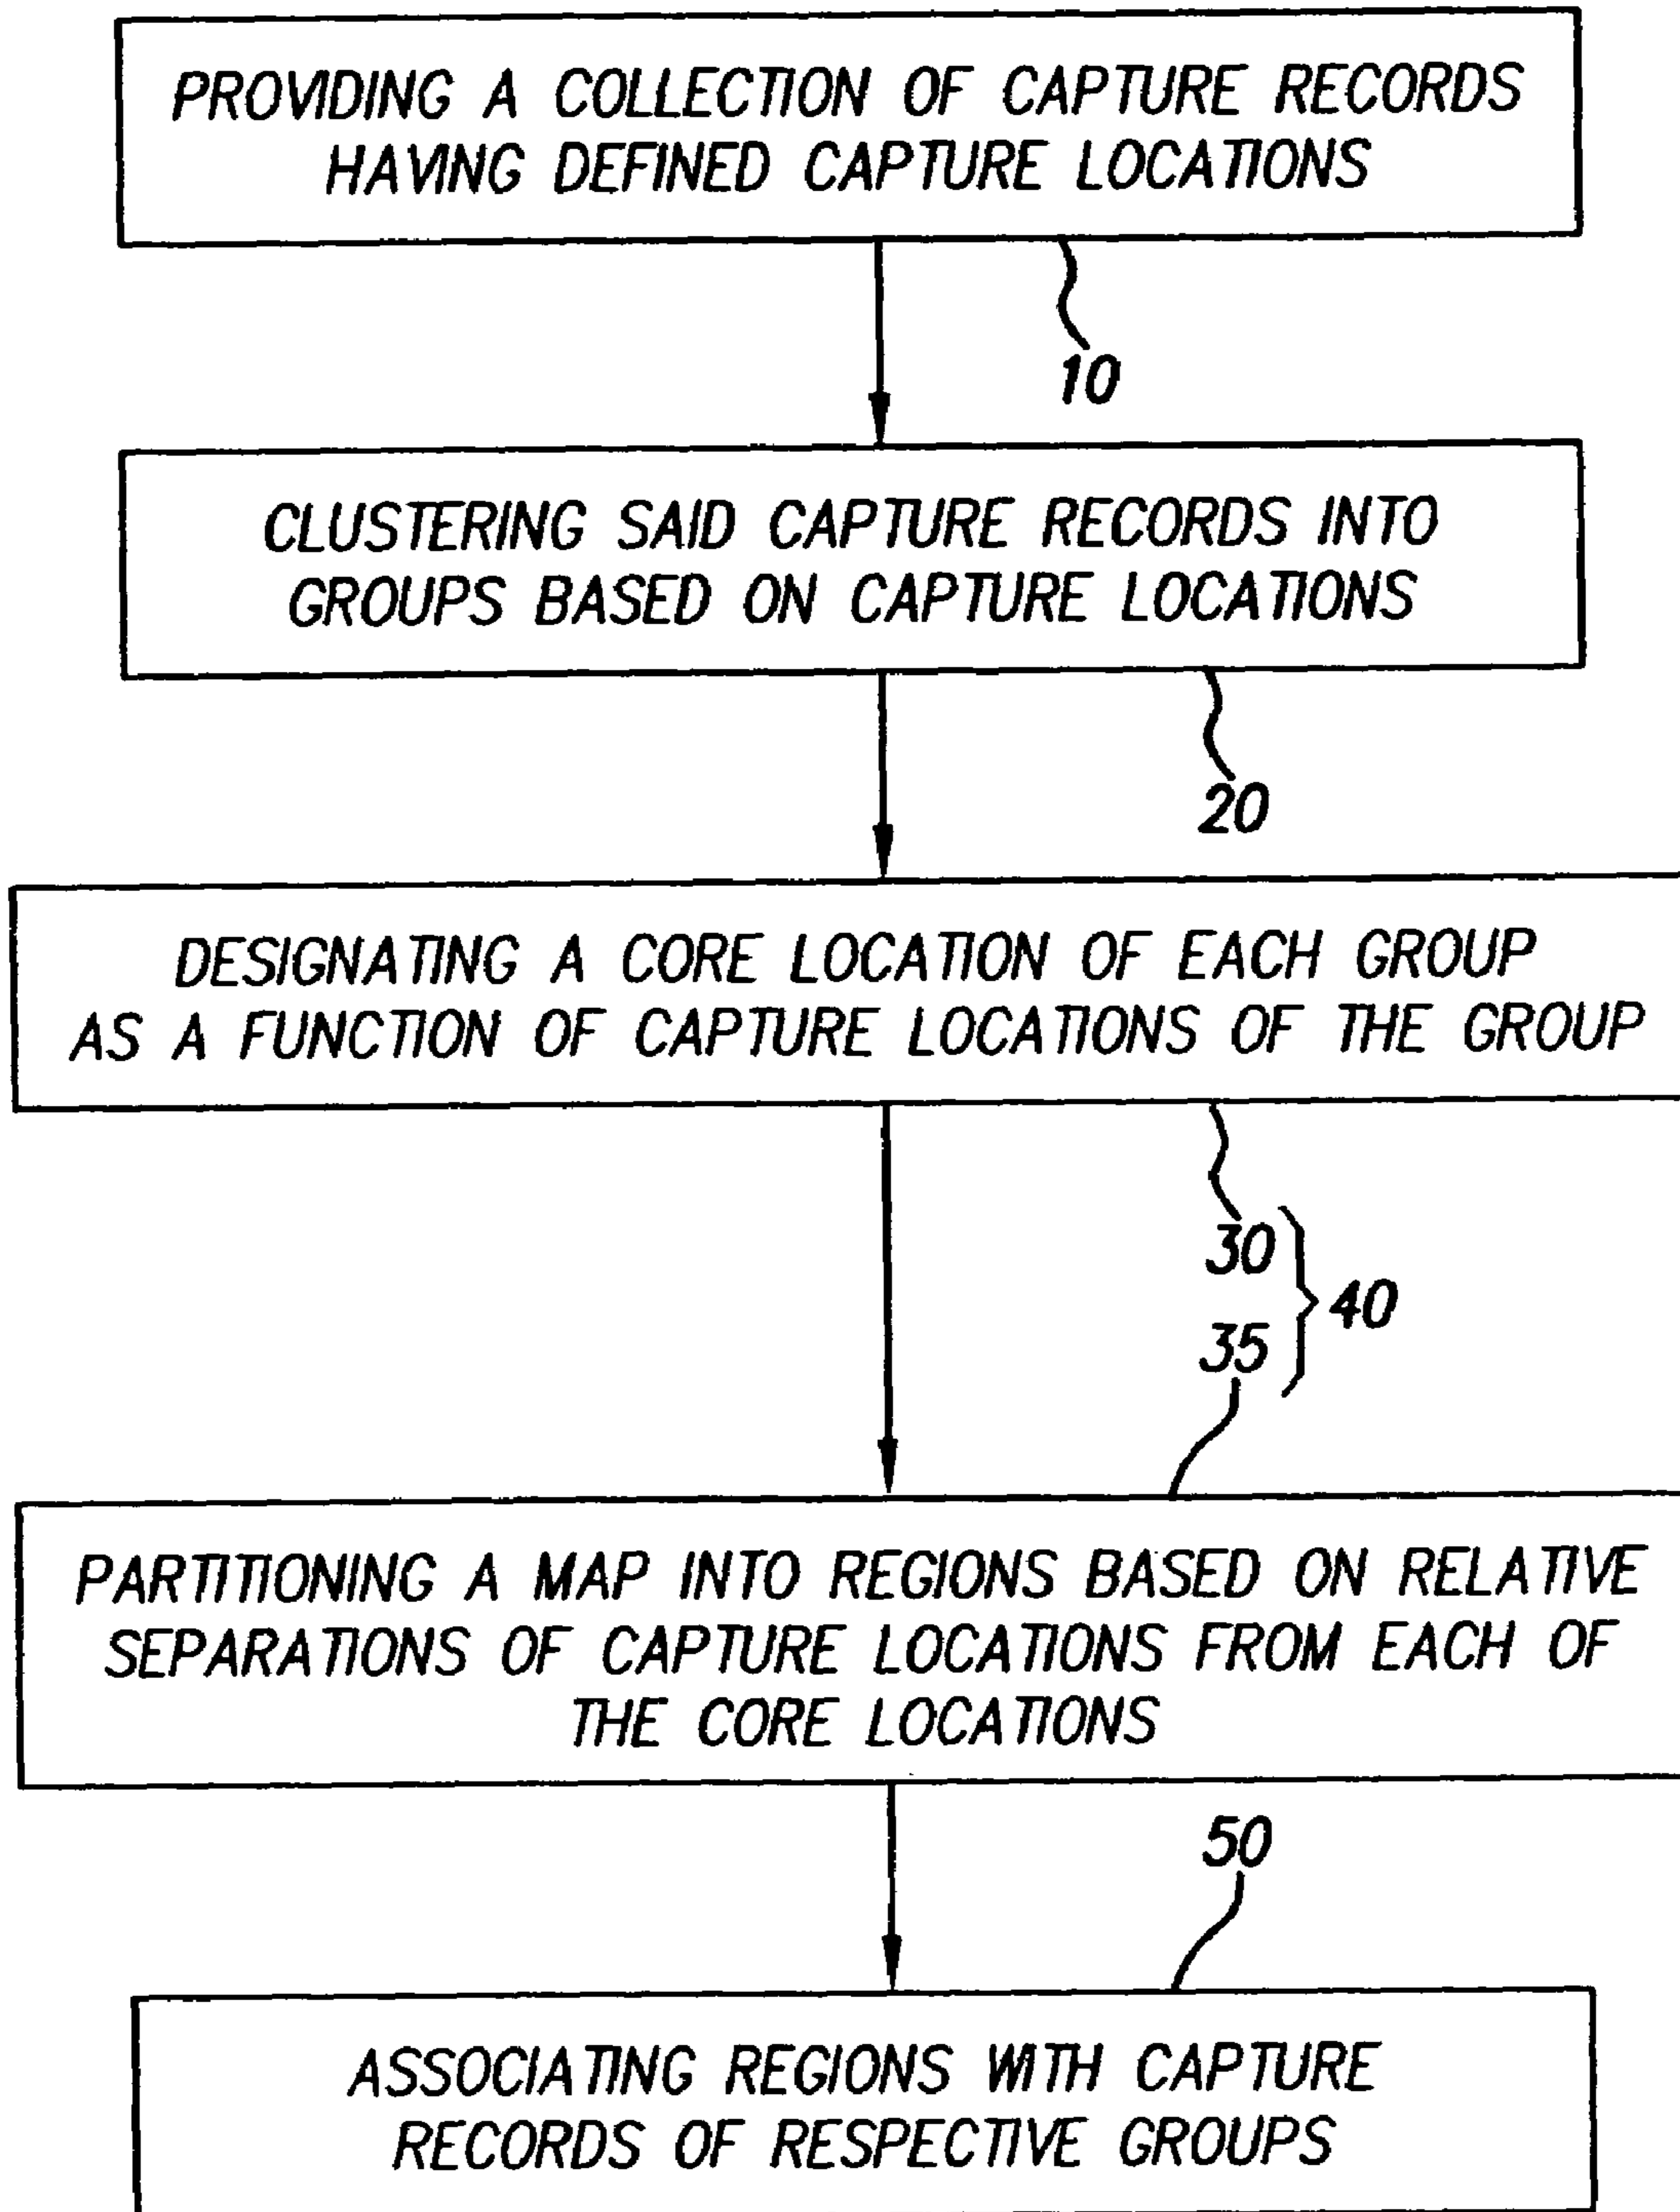 PROVIDING A COLLECTION OF CAPTURE RECORDS
HAVING DEFINED CAPTURE LOCATIONS
10
CLUSTERING SAID CAPTURE RECORDS INTO
GROUPS BASED ON CAPTURE LOCATIONS
20
DESIGNATING A CORE LOCATION OF EACH GROUP
AS A FUNCTION OF CAPTURE LOCATIONS OF THE GROUP
30
40
35
PARTITIONING A MAP INTO REGIONS BASED ON RELATIVE
SEPARATIONS OF CAPTURE LOCATIONS FROM EACH OF
THE CORE LOCATIONS
50
ASSOCIATING REGIONS WITH CAPTURE
RECORDS OF RESPECTIVE GROUPS